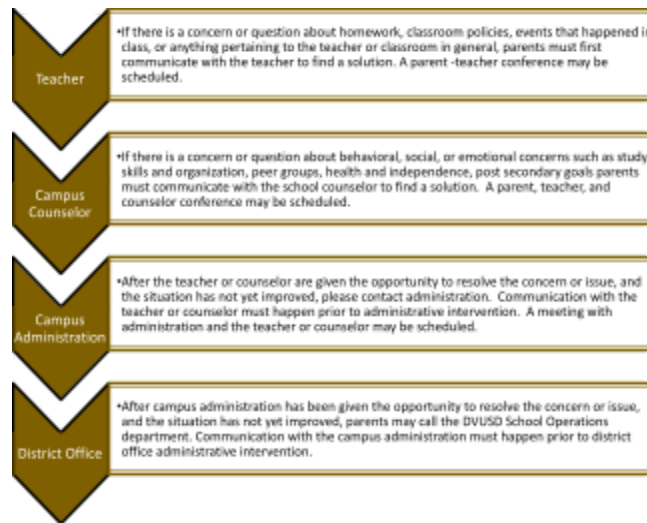 Teacher
•If there is a concern or question about homework, classroom policies, events that happened in
class, or anything pertaining to the teacher or classroom in general, parents must first
communicate with the teacher to find a solution. A parent -teacher conference may be
scheduled.
Campus
Counselor
•If there is a concern or question about behavioral, social, or emotional concerns such as study
skills and organization, peer groups, health and independence, post secondary goals parents
must communicate with the school counselor to find a solution.  A parent, teacher, and
counselor conference may be scheduled.
Campus
Administration
•After the teacher or counselor are given the opportunity to resolve the concern or issue, and
the situation has not yet improved, please contact administration.  Communication with the
teacher or counselor must happen prior to administrative intervention.  A meeting with
administration and the teacher or counselor may be scheduled.
District Office
•After campus administration has been given the opportunity to resolve the concern or issue,
and the situation has not yet improved, parents may call the DVUSD School Operations
department. Communication with the campus administration must happen prior to district
office administrative intervention.